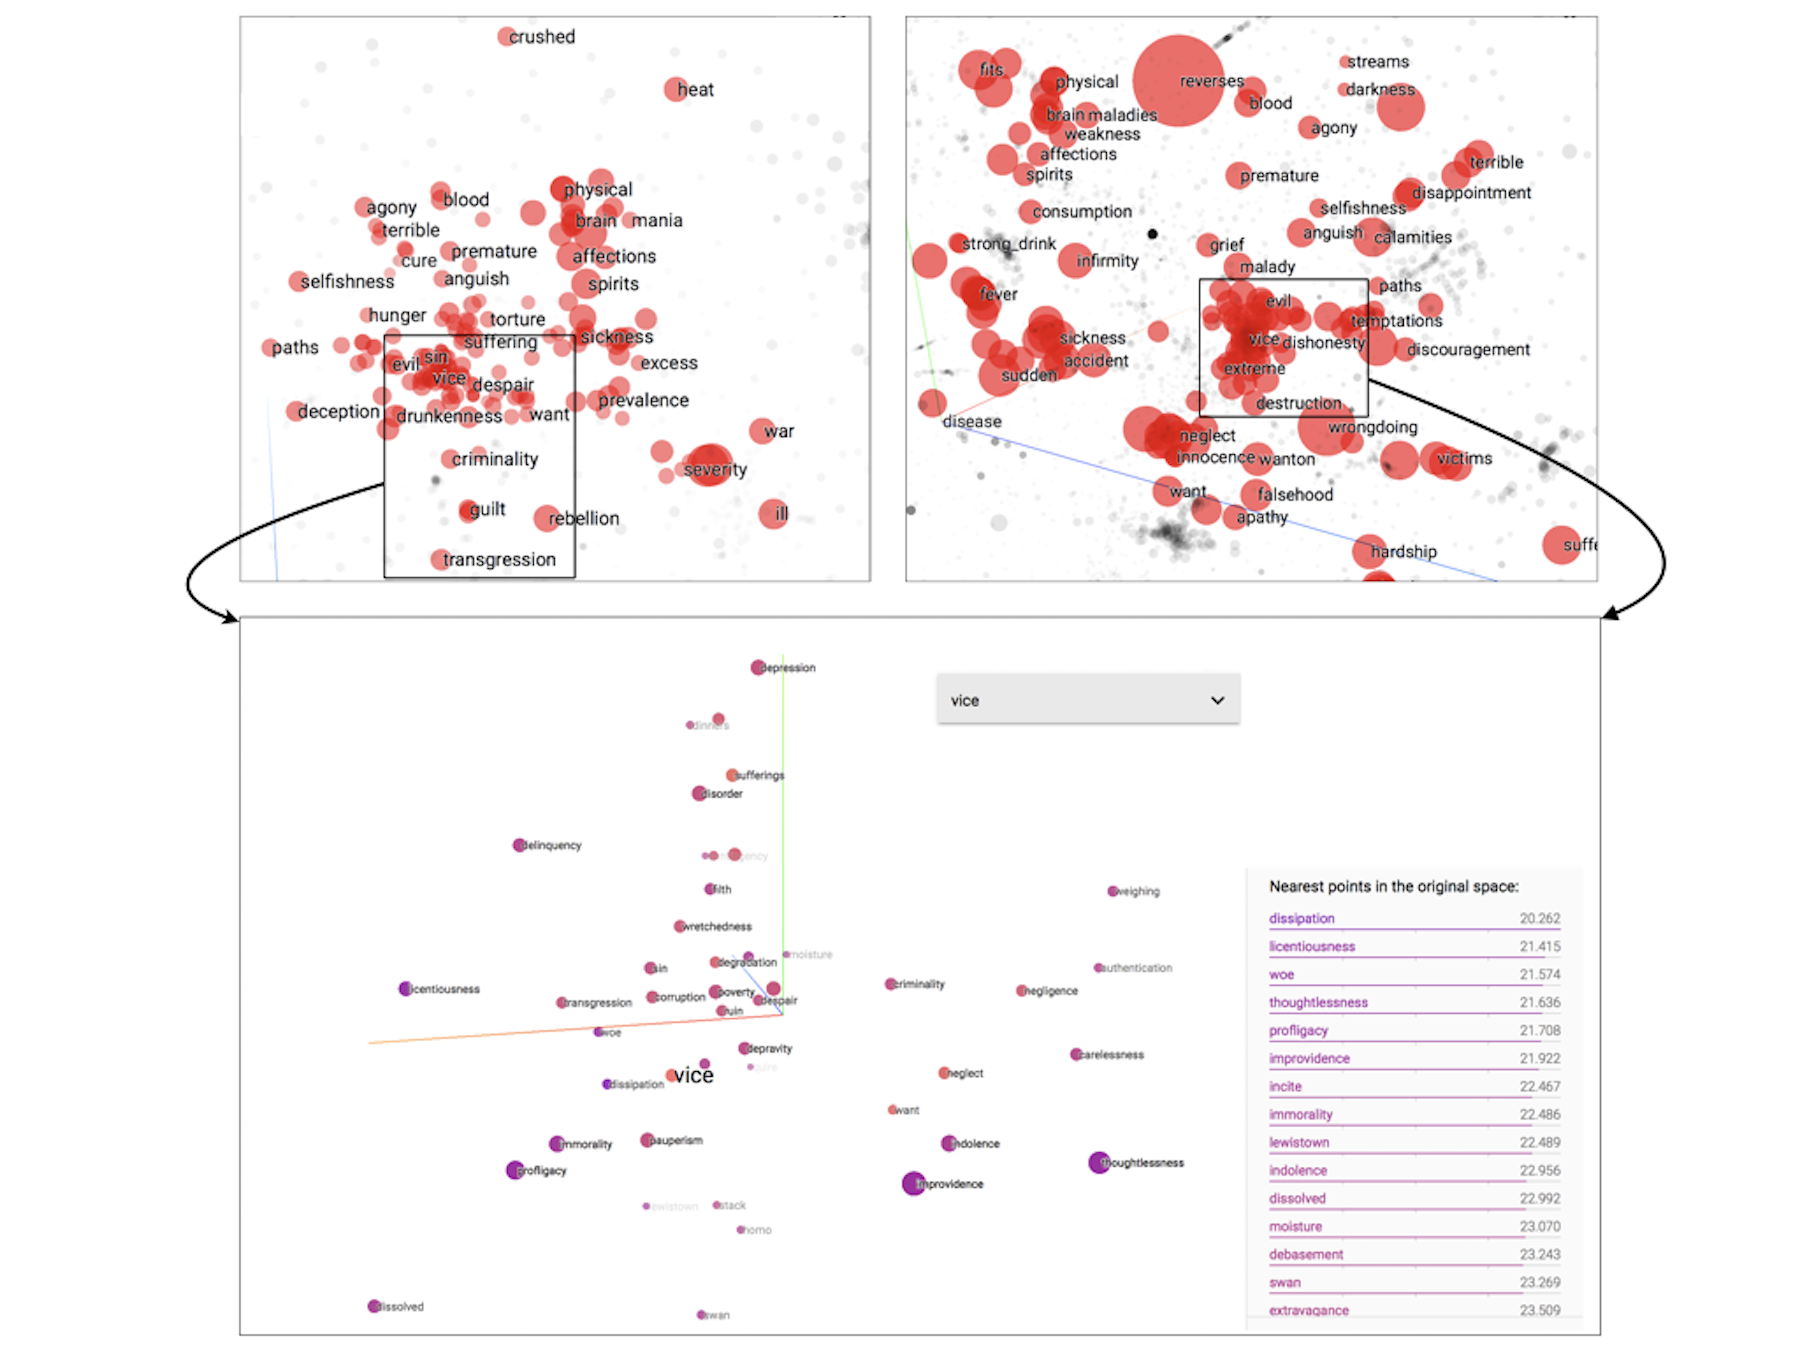 crushed
heat
physical
blood
agony
brain
mania
terrible
premature
cure
affections
anguish
selfishness
spirits
hunger
torture
sickness
suffering
paths
sin
evil
excess
vice
despair
prevalence
deception
drunkenness
want
war
criminality
severity
guilt
ill
rebellion
transgression
streams
fits
physical
reverses
darkness
blood
brain
maladies
agony
weakness
affections
terrible
spirits
premature
disappointment
consumption
selfishness
anguish
calamities
strong_drink
grief
infirmity
malady
paths
fever
evil
temptations
sickness
vice
dishonesty
discouragement
accident
extreme
sudden
destruction
disease
wrongdoing
neglect
innocence
wanton
victims
want
falsehood
apathy
hardship
suffe
depression
vice
dinners
sufferings
disorder
delinquency
filth
weighing
wretchedness
moisture
degradation
sin
authentication
licentiousness
criminality
negligence
poverty
corruption
despair
transgression
ruin
woe
depravity
carelessness
neglect
vice
dissipation
want
pauperism
immorality
indolence
thoughtlessness
profligacy
improvidence
lewistown
stack
homo
dissolved
swan
Nearest points in the original space:
dissipation 20.262
licentiousness 21.415
woe 21.574
thoughtlessness 21.636
profligacy 21.708
improvidence 21.922
incite 22.467
immorality 22.486
lewistown 22.489
indolence 22.956
dissolved 22.992
moisture 23.070
debasement 23.243
swan 23.269
extravagance 23.509